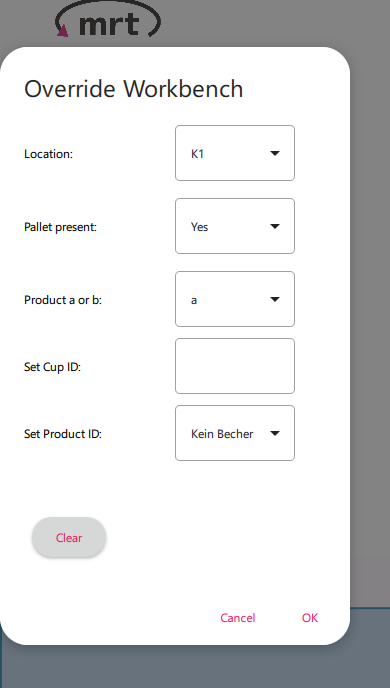 mrt
Override Workbench
Location: K1
Pallet present: Yes
Product a or b: a
Set Cup ID:
Set Product ID: Kein Becher
Clear
Cancel OK